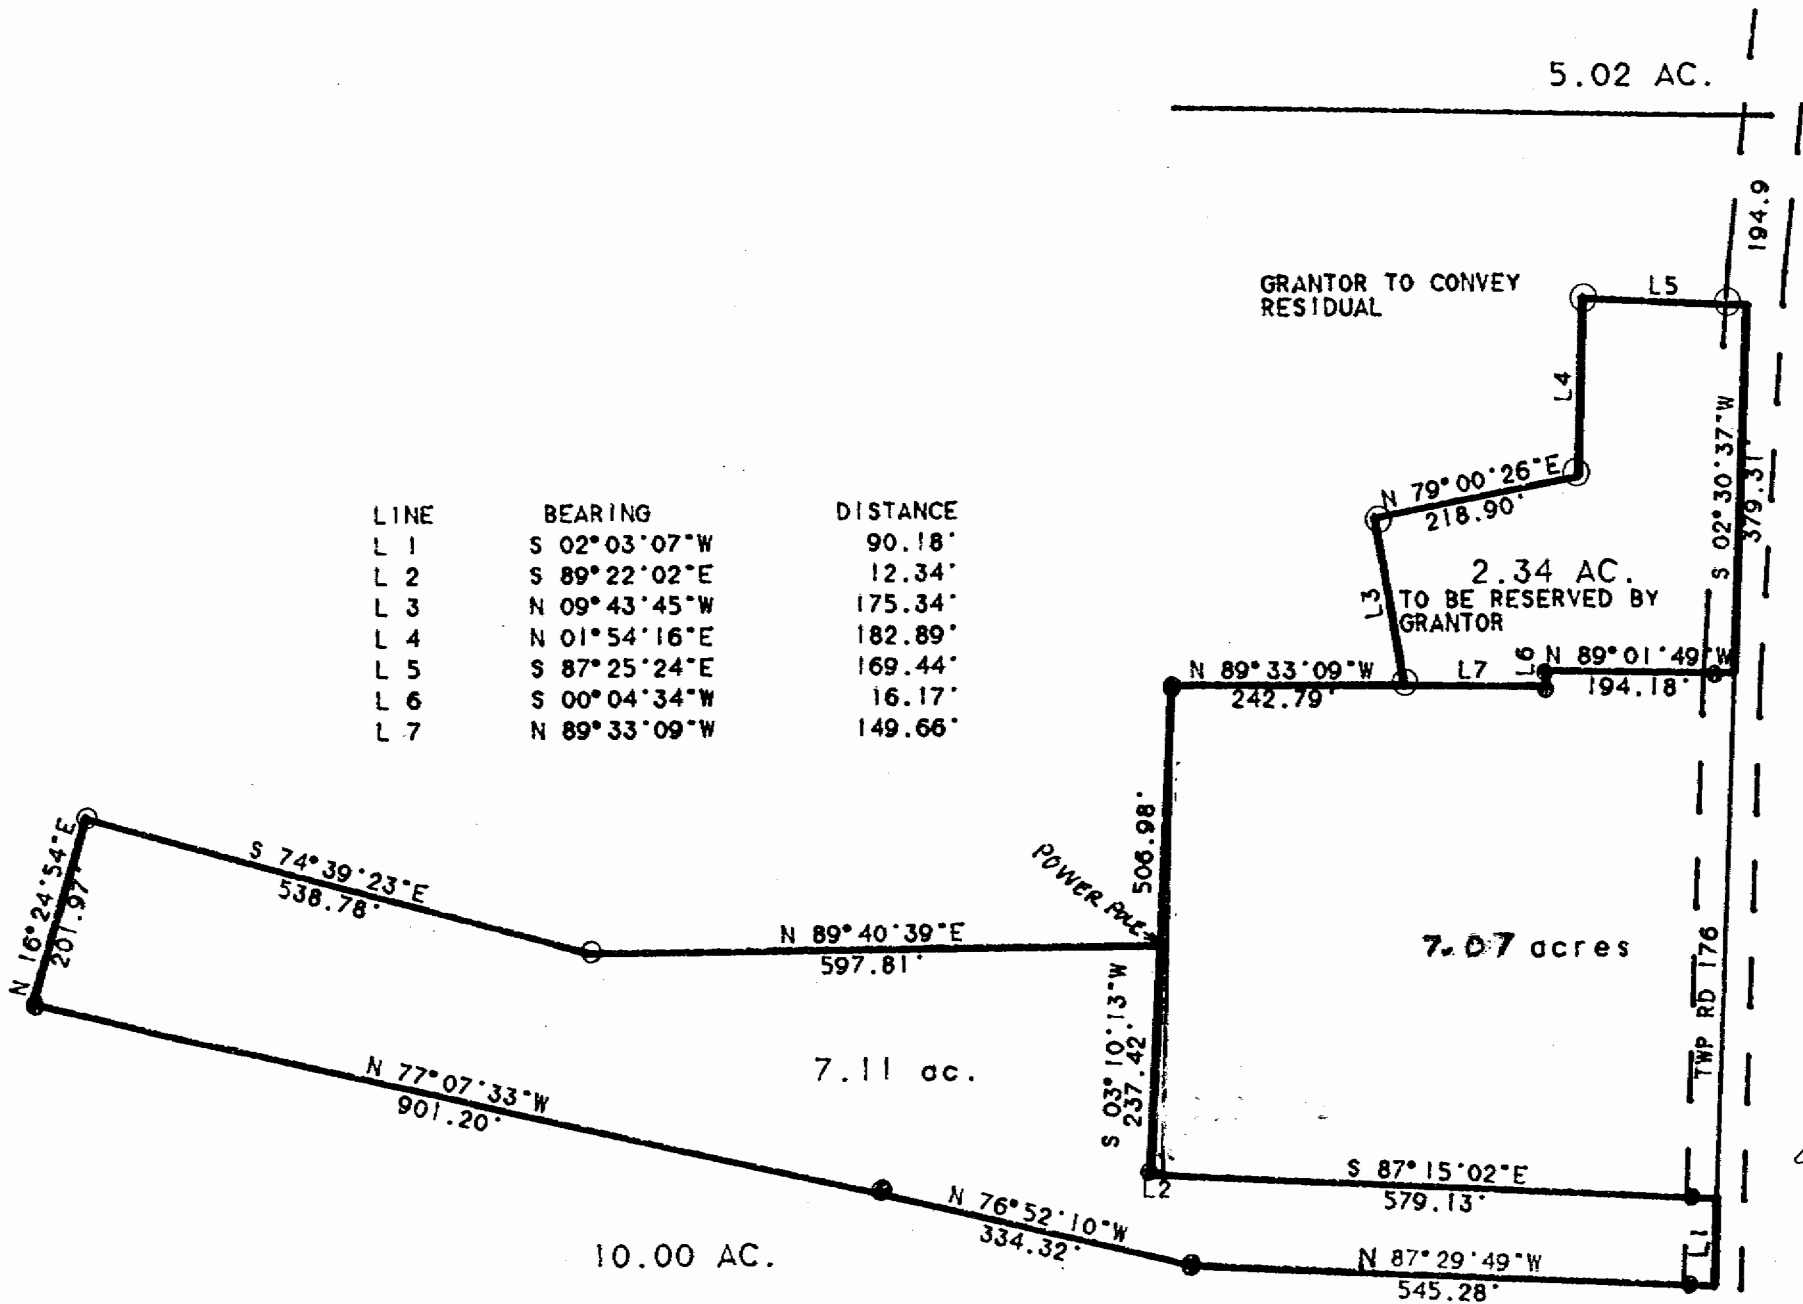 5.02 AC.
194.9
GRANTOR TO CONVEY
RESIDUAL
L5
L4
N 79°00'26"E
218.90'
S 02°30'37"W
379.31'
2.34 AC.
TO BE RESERVED BY
GRANTOR
L3
L6
N 89°01'49"W
194.18'
N 89°33'09"W
242.79'
L7
LINE BEARING DISTANCE
L 1 S 02°03'07"W 90.18'
L 2 S 89°22'02"E 12.34'
L 3 N 09°43'45"W 175.34'
L 4 N 01°54'16"E 182.89'
L 5 S 87°25'24"E 169.44'
L 6 S 00°04'34"W 16.17'
L 7 N 89°33'09"W 149.66'
N 16°24'54"E
201.97'
S 74°39'23"E
538.78'
N 89°40'39"E
597.81'
POWER POLE
506.98'
7.07 acres
TWP RD 176
S 03°10'13"W
237.42'
7.11 ac.
N 77°07'33"W
901.20'
L2
S 87°15'02"E
579.13'
N 76°52'10"W
334.32'
L1
N 87°29'49"W
545.28'
10.00 AC.